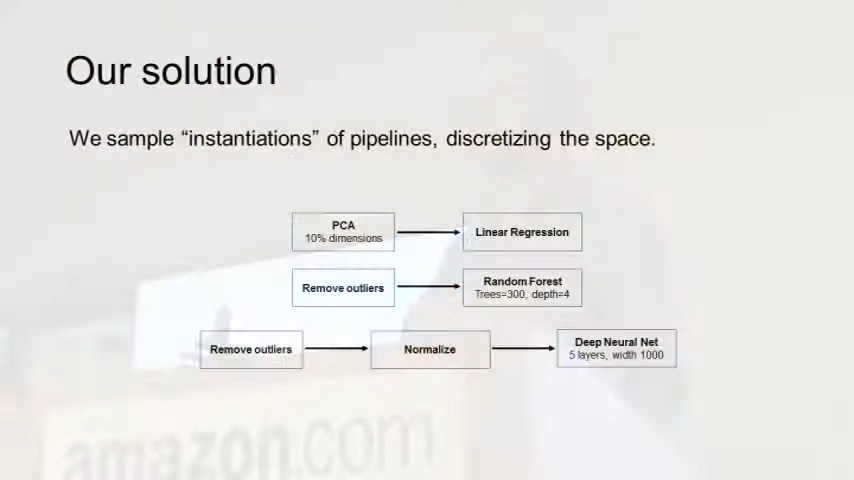 Our solution
We sample “instantiations” of pipelines, discretizing the space.
PCA
10% dimensions
Linear Regression
Remove outliers
Random Forest
Trees=300, depth=4
Remove outliers
Normalize
Deep Neural Net
5 layers, width 1000
amazon.com